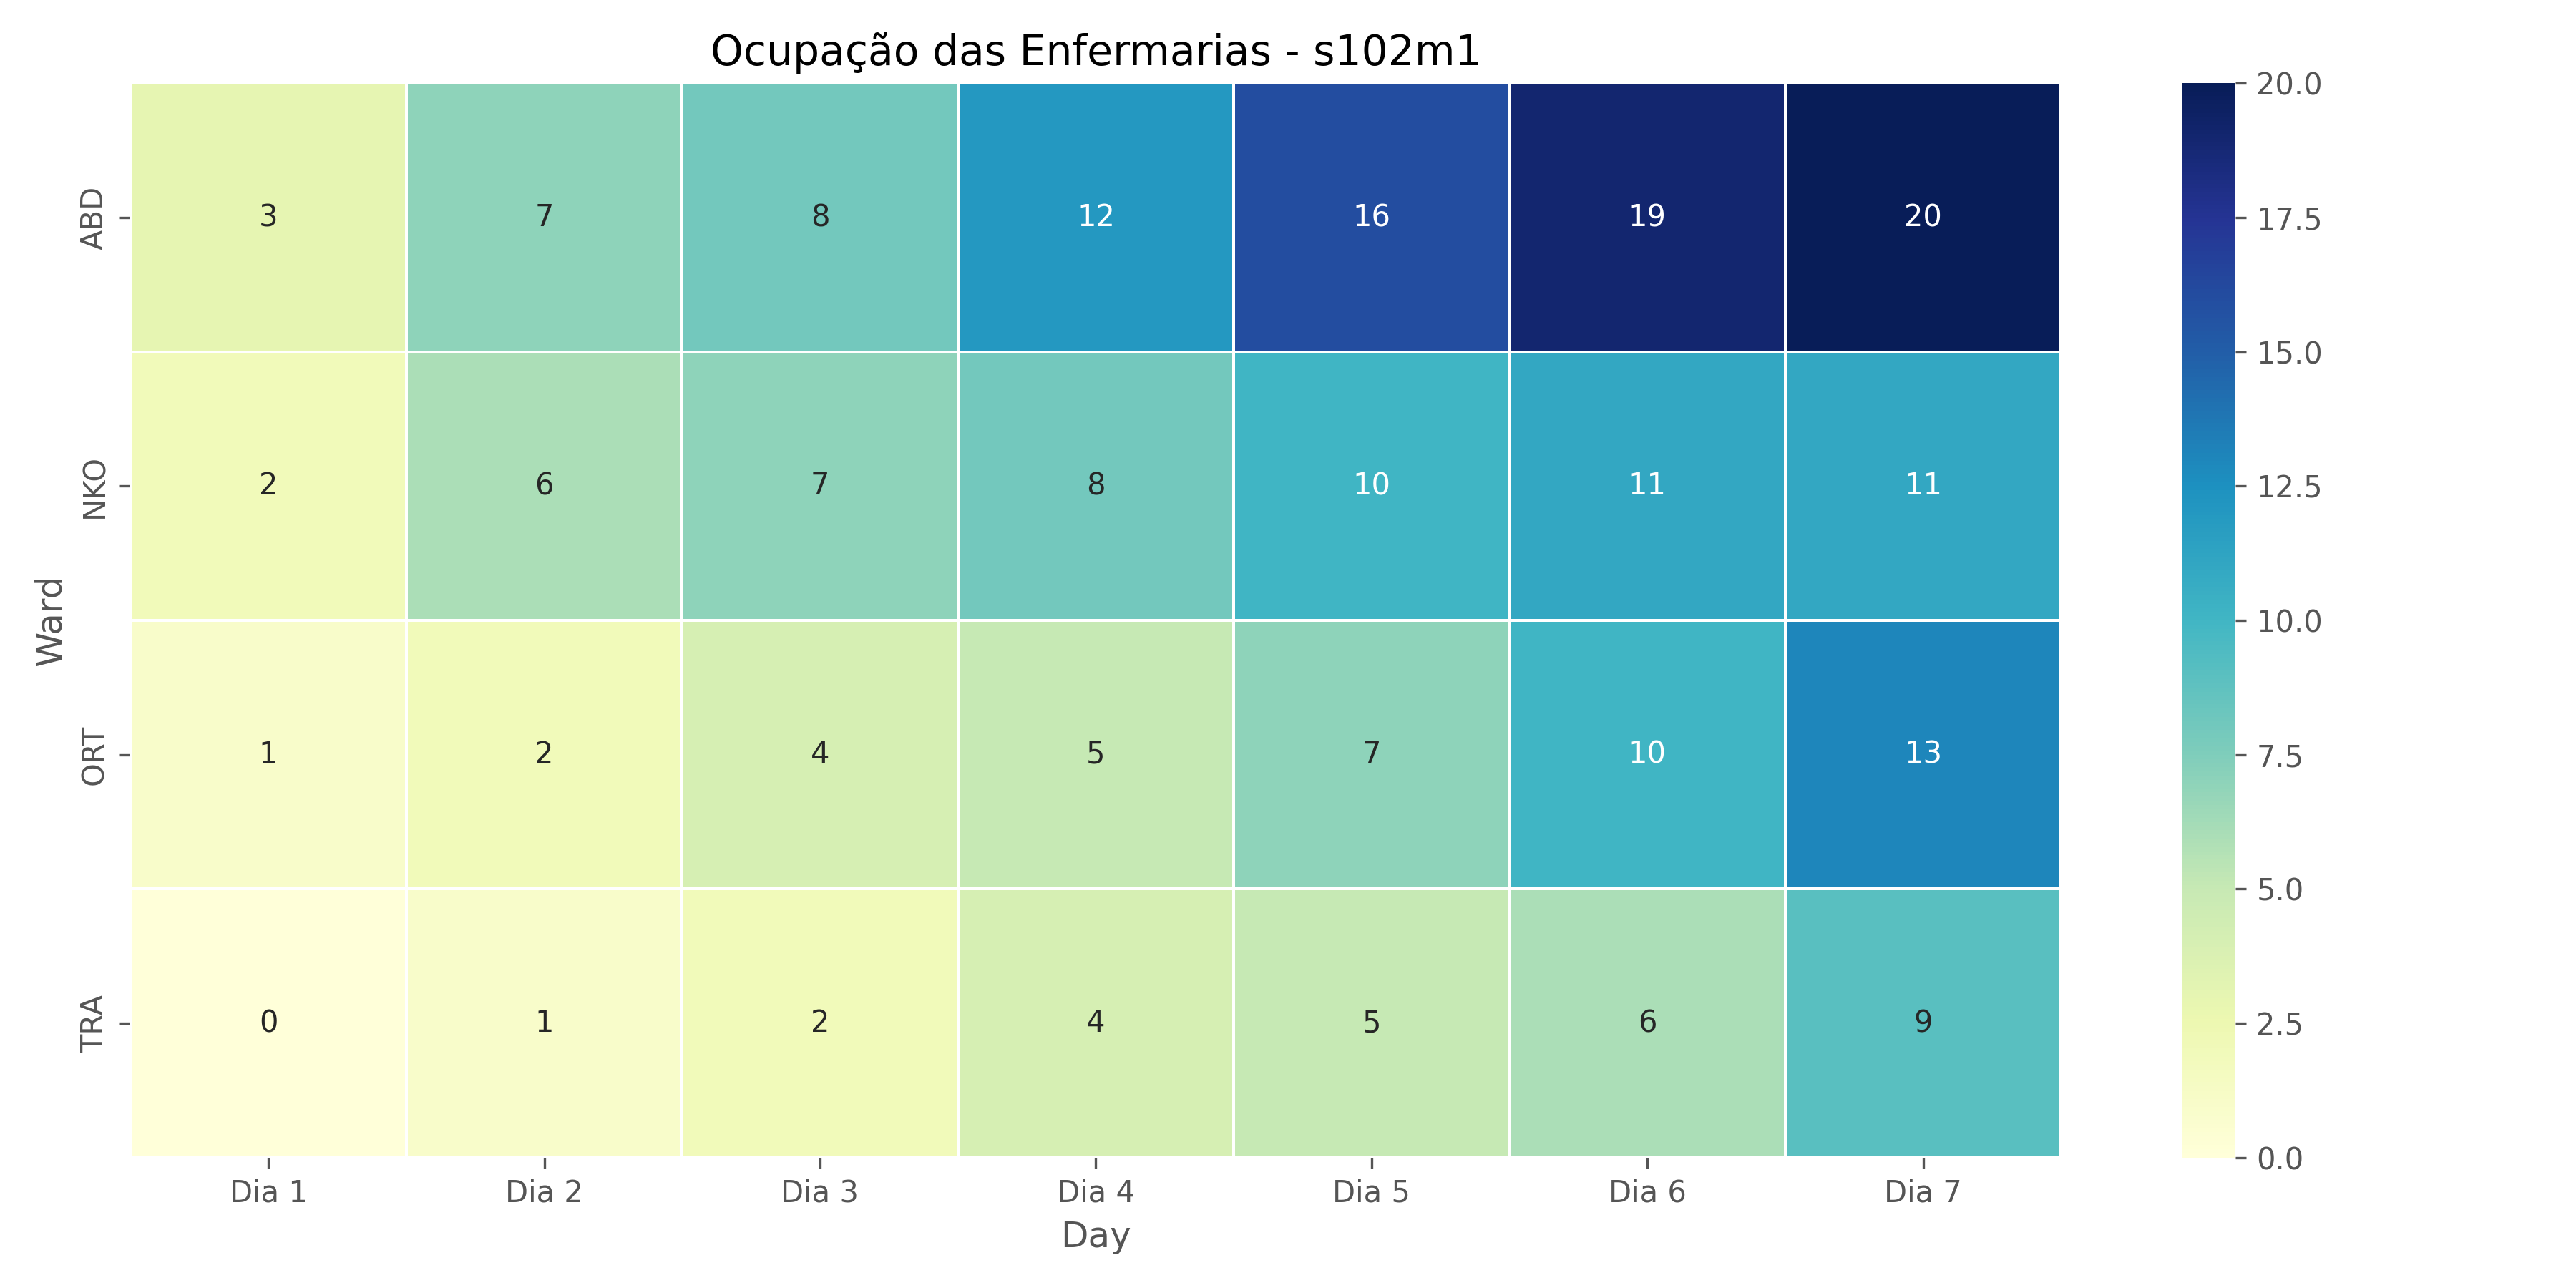 Ocupação das Enfermarias - s102m1
Ward
ABD 3 7 8 12 16 19 20
NKO 2 6 7 8 10 11 11
ORT 1 2 4 5 7 10 13
TRA 0 1 2 4 5 6 9
Dia 1 Dia 2 Dia 3 Dia 4 Dia 5 Dia 6 Dia 7
Day
20.0
17.5
15.0
12.5
10.0
7.5
5.0
2.5
0.0